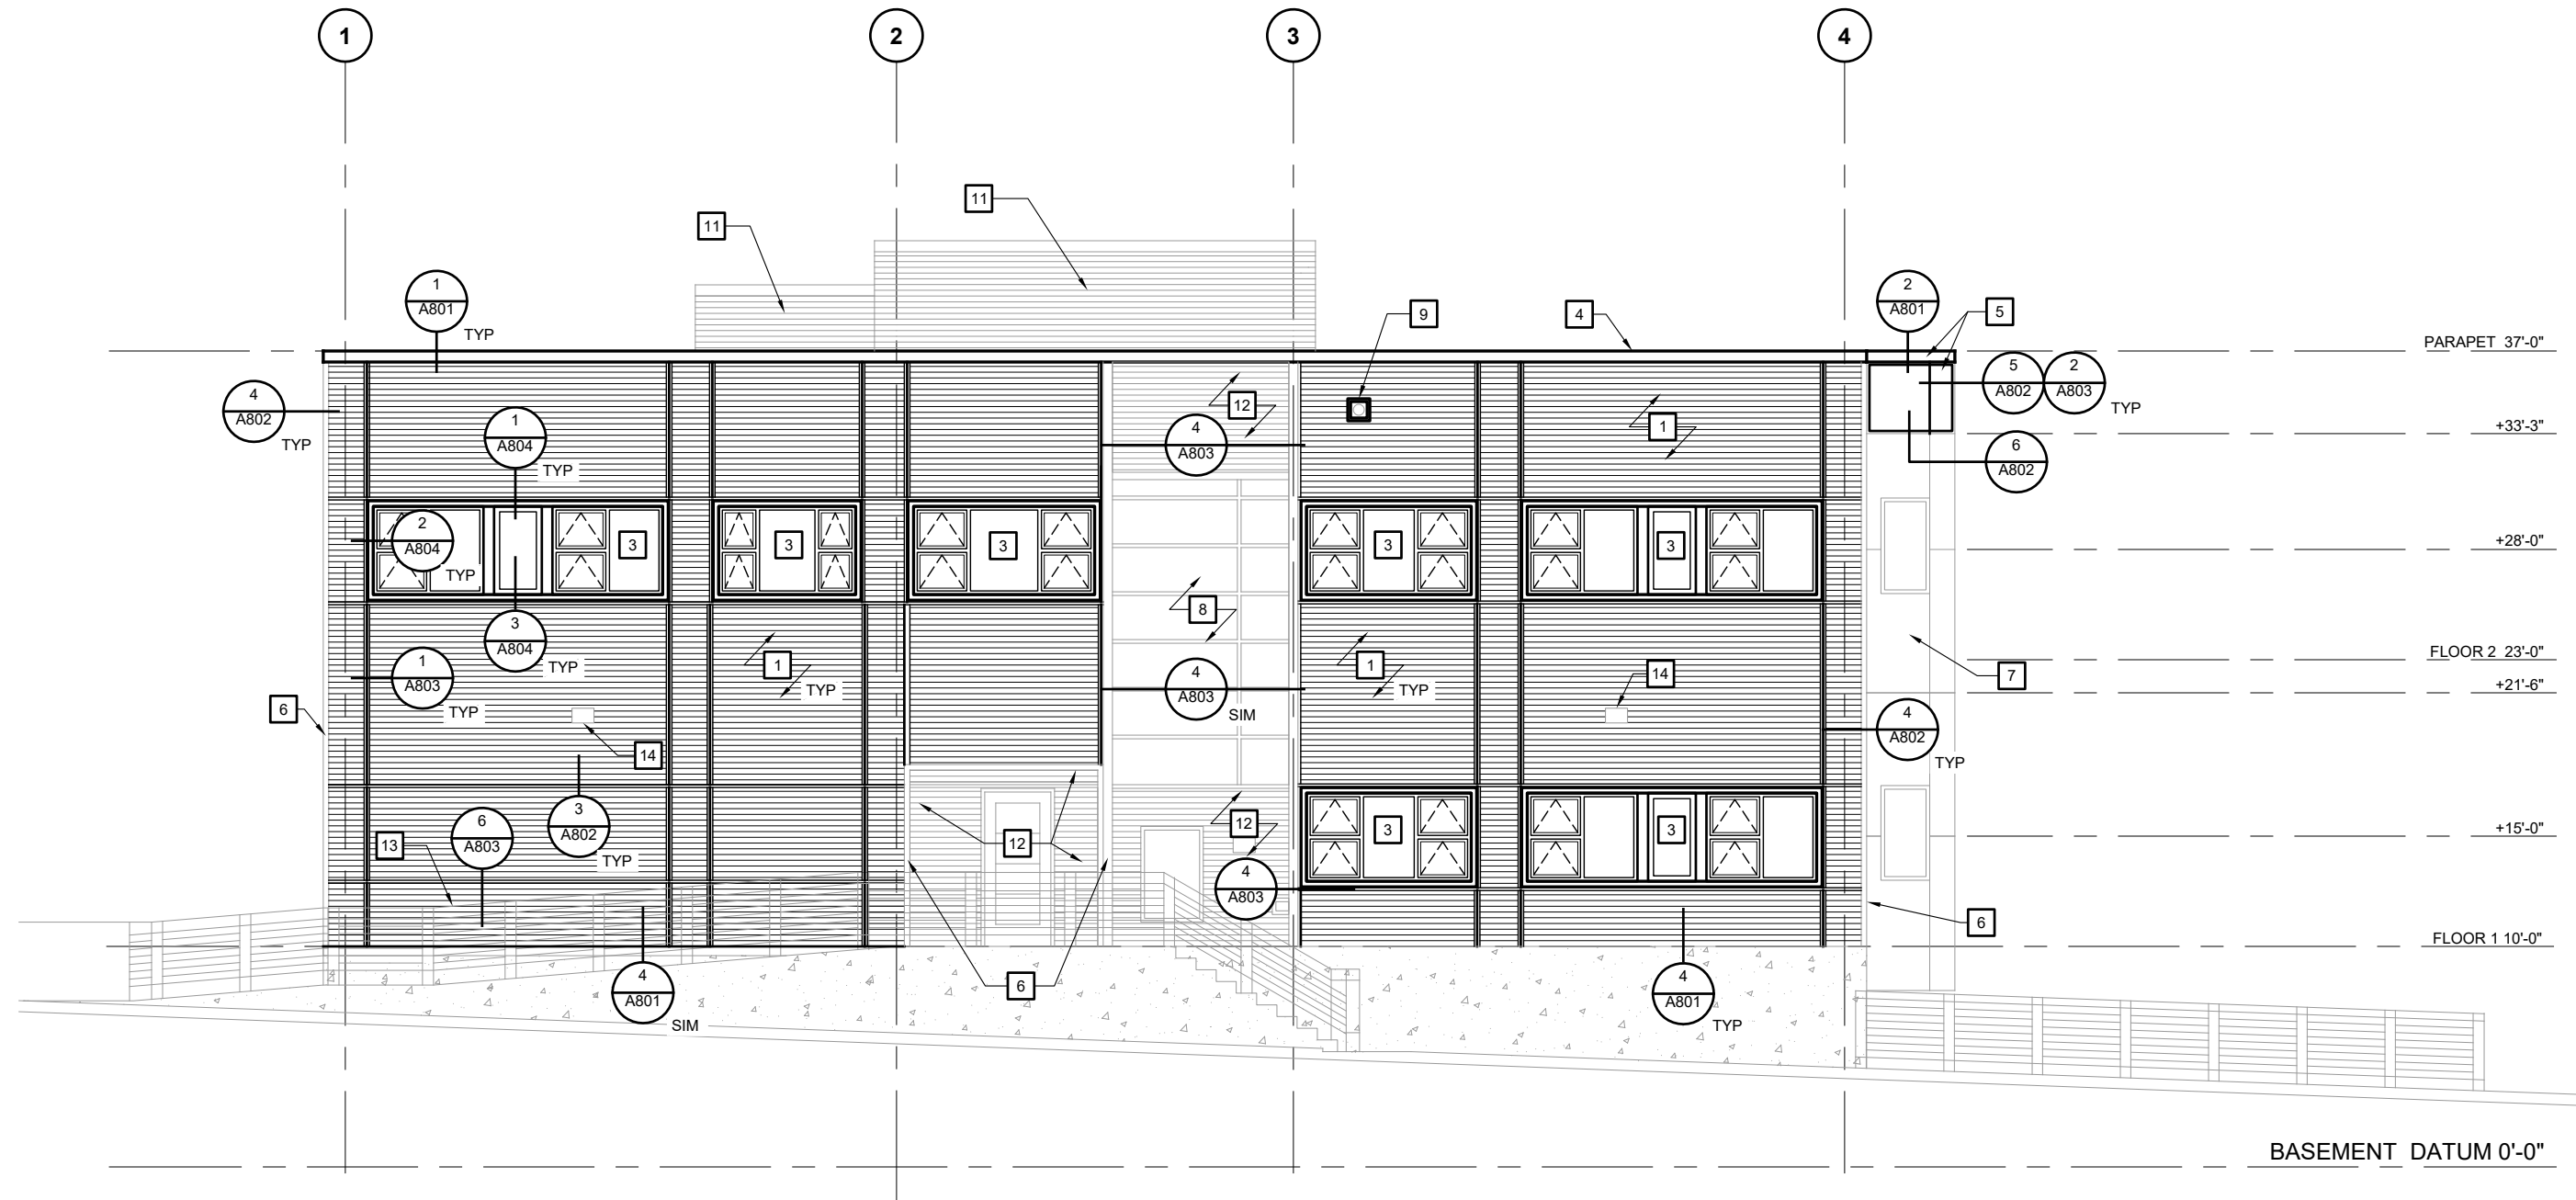 1
2
3
4
11
11
1
A801
TYP
9
4
2
A801
5
PARAPET 37'-0"
5
A802
2
A803
TYP
4
A802
TYP
12
1
A804
TYP
4
A803
1
+33'-3"
6
A802
2
A804
TYP
3
3
3
3
3
+28'-0"
8
3
A804
TYP
1
A803
TYP
1
TYP
1
TYP
14
7
FLOOR 2 23'-0"
+21'-6"
6
4
A803
SIM
14
4
A802
TYP
3
A802
TYP
6
A803
13
12
12
3
3
+15'-0"
4
A803
6
FLOOR 1 10'-0"
4
A801
SIM
6
4
A801
TYP
BASEMENT DATUM 0'-0"